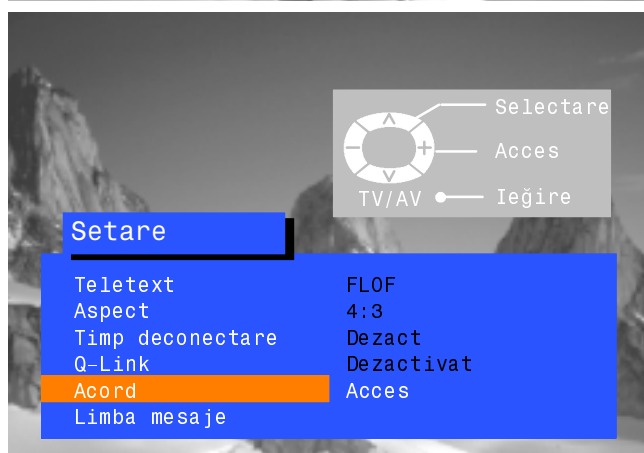 Selectare
Acces
TV/AV Ieğire
Setare
Teletext FLOF
Aspect 4:3
Timp deconectare Dezact
Q-Link Dezactivat
Acord Acces
Limba mesaje